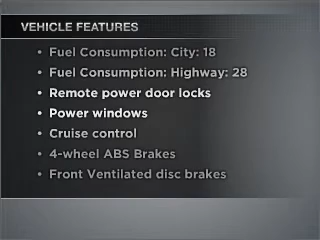 VEHICLE FEATURES
• Fuel Consumption: City: 18
• Fuel Consumption: Highway: 28
• Remote power door locks
• Power windows
• Cruise control
• 4-wheel ABS Brakes
• Front Ventilated disc brakes